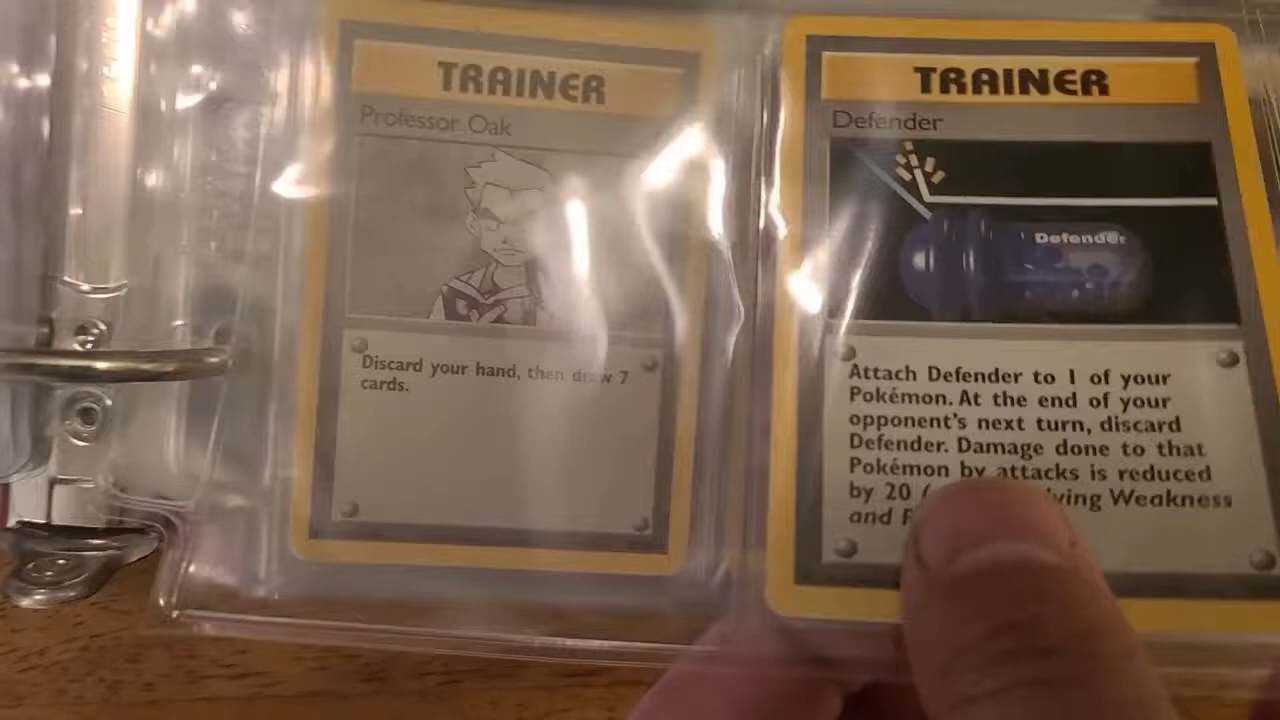 TRAINER
Professor Oak
Discard your hand, then draw 7
cards.
TRAINER
Defender
Defender
Attach Defender to 1 of your
Pokémon. At the end of your
opponent's next turn, discard
Defender. Damage done to that
Pokémon by attacks is reduced
by 20 Weakness
and